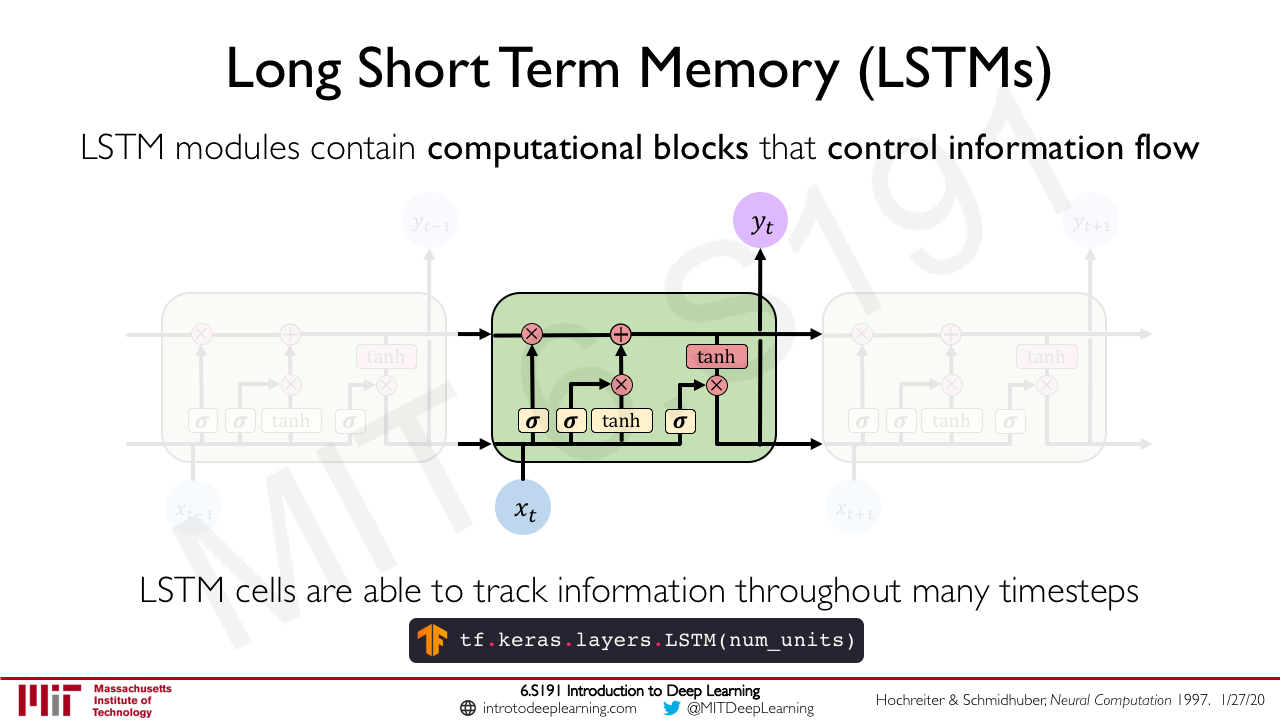 Long Short Term Memory (LSTMs)
LSTM modules contain computational blocks that control information flow
y_{t−1}
y_t
y_{t+1}
× +
tanh
×
×
σ σ tanh σ
× +
tanh
×
×
σ σ tanh σ
× +
tanh
×
×
σ σ tanh σ
x_{t−1}
x_t
x_{t+1}
MIT 6.S191
LSTM cells are able to track information throughout many timesteps
tf.keras.layers.LSTM(num_units)
MIT
Massachusetts
Institute of
Technology
6.S191 Introduction to Deep Learning
introtodeeplearning.com @MITDeepLearning
Hochreiter & Schmidhuber, Neural Computation 1997. 1/27/20